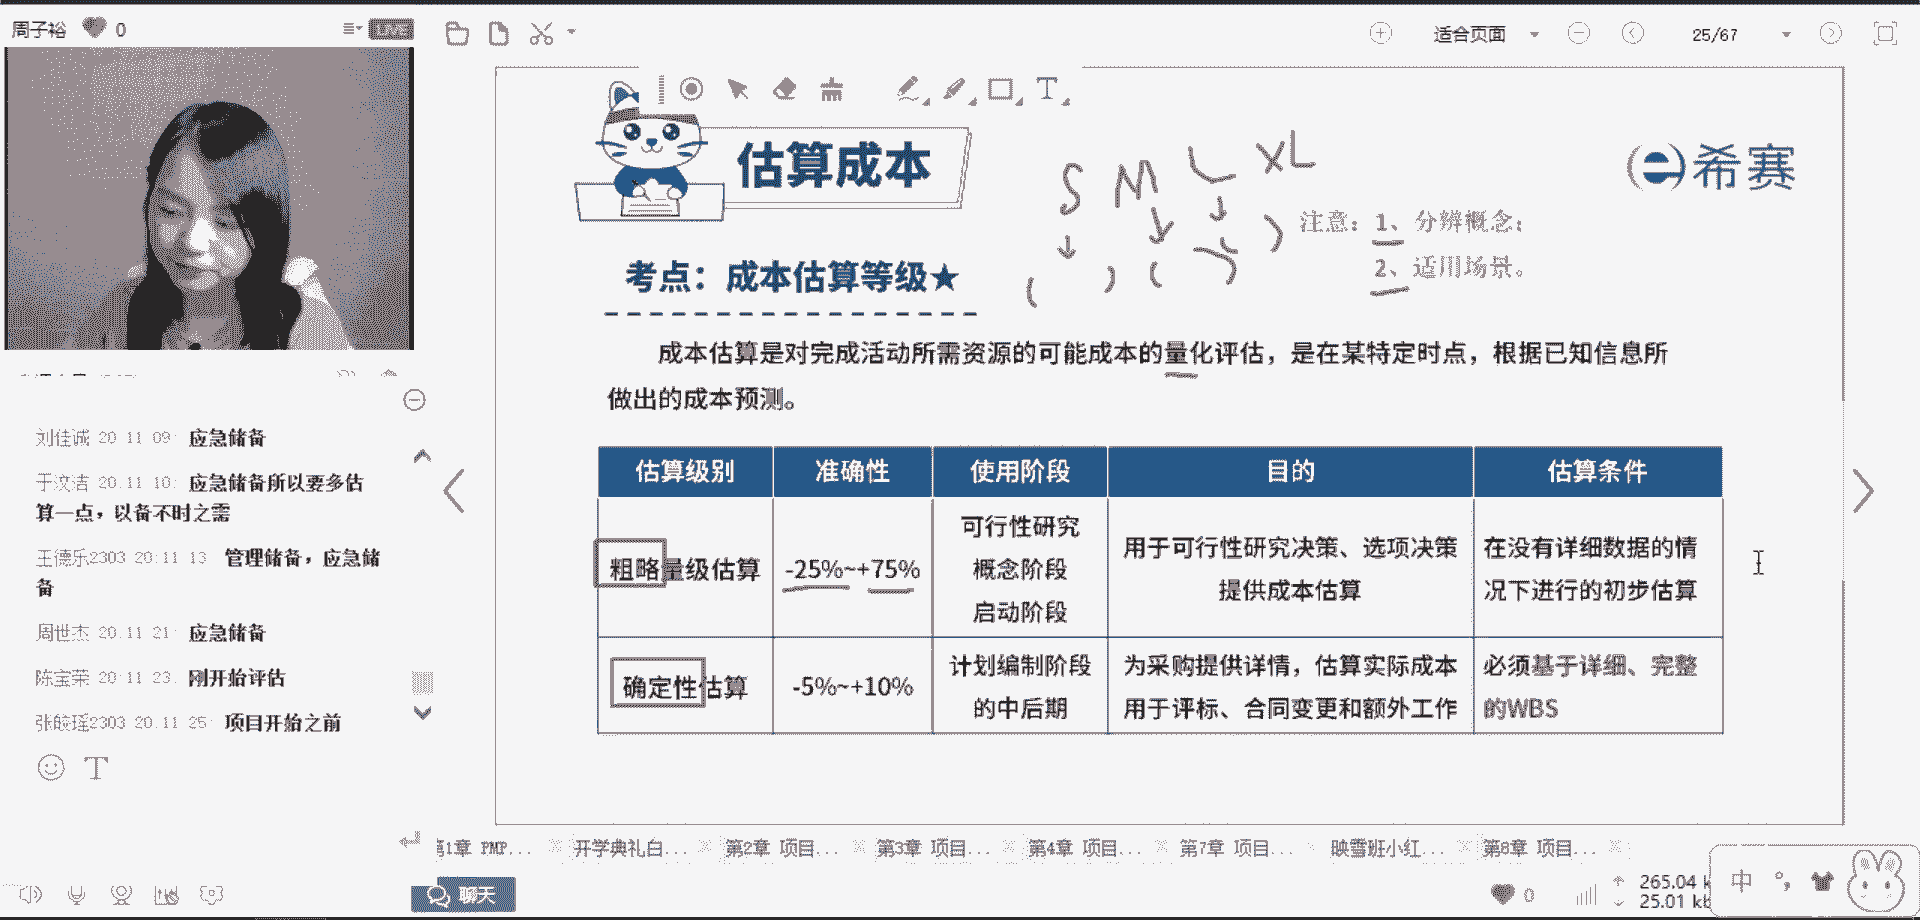 周子裕 0 LIVE
适合页面 25/67
估算成本
S M L XL
希赛
注意：1、分辨概念；
2、适用场景。
考点：成本估算等级★
成本估算是对完成活动所需资源的可能成本的量化评估，是在某特定时点，根据已知信息所
做出的成本预测。
估算级别 准确性 使用阶段 目的 估算条件
粗略量级估算 -25%~+75% 可行性研究 概念阶段 启动阶段 用于可行性研究决策、选项决策 提供成本估算 在没有详细数据的情 况下进行的初步估算
确定性估算 -5%~+10% 计划编制阶段 的中后期 为采购提供详情，估算实际成本 用于评标、合同变更和额外工作 必须基于详细、完整 的WBS
刘佳诚 20:11:09: 应急储备
于汶洁 20:11:10: 应急储备所以要多估
算一点，以备不时之需
王德乐2303 20:11:13: 管理储备，应急储
备
周世杰 20:11:21: 应急储备
陈宝荣 20:11:23: 刚开始评估
20:11:25: 项目开始之前
T
第1章 PMP... 开学典礼白... 第2章 项目... 第3章 项目... 第4章 项目... 第7章 项目... 映雪班小红... 第8章 项目...
聊天
0
265.04 k
25.01 kb
中